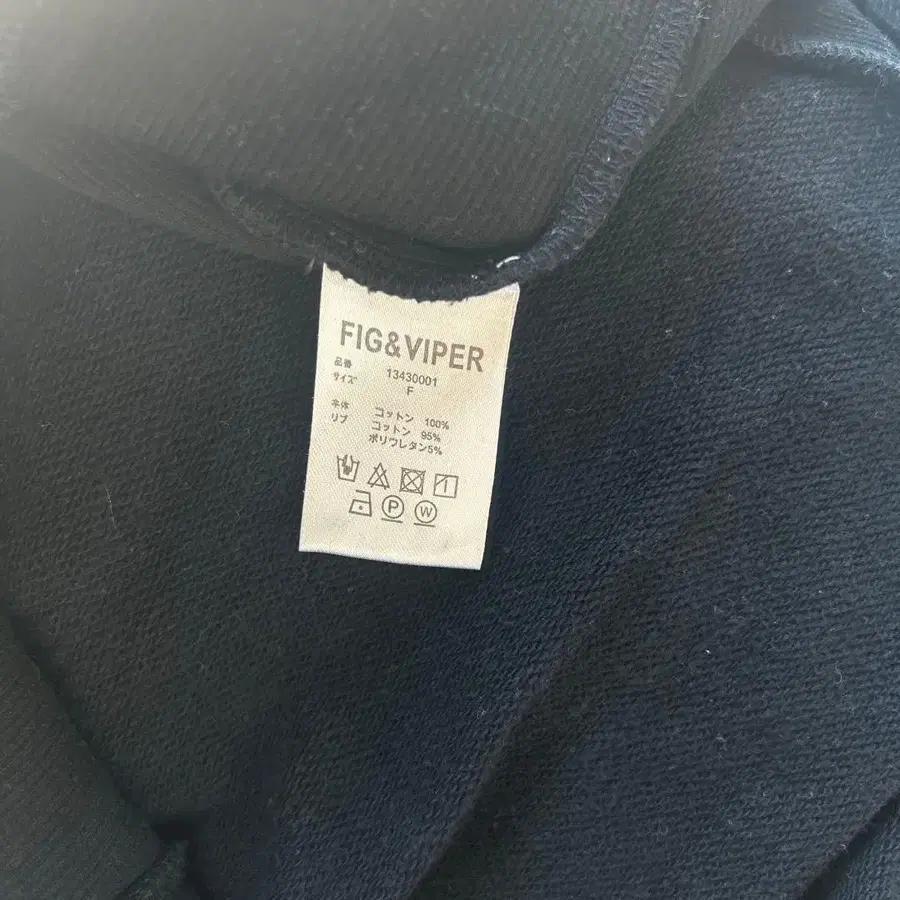 FIG&VIPER
品番 13430001
サイズ F
本体 コットン 100%
リブ コットン 95%
ポリウレタン5%
P W